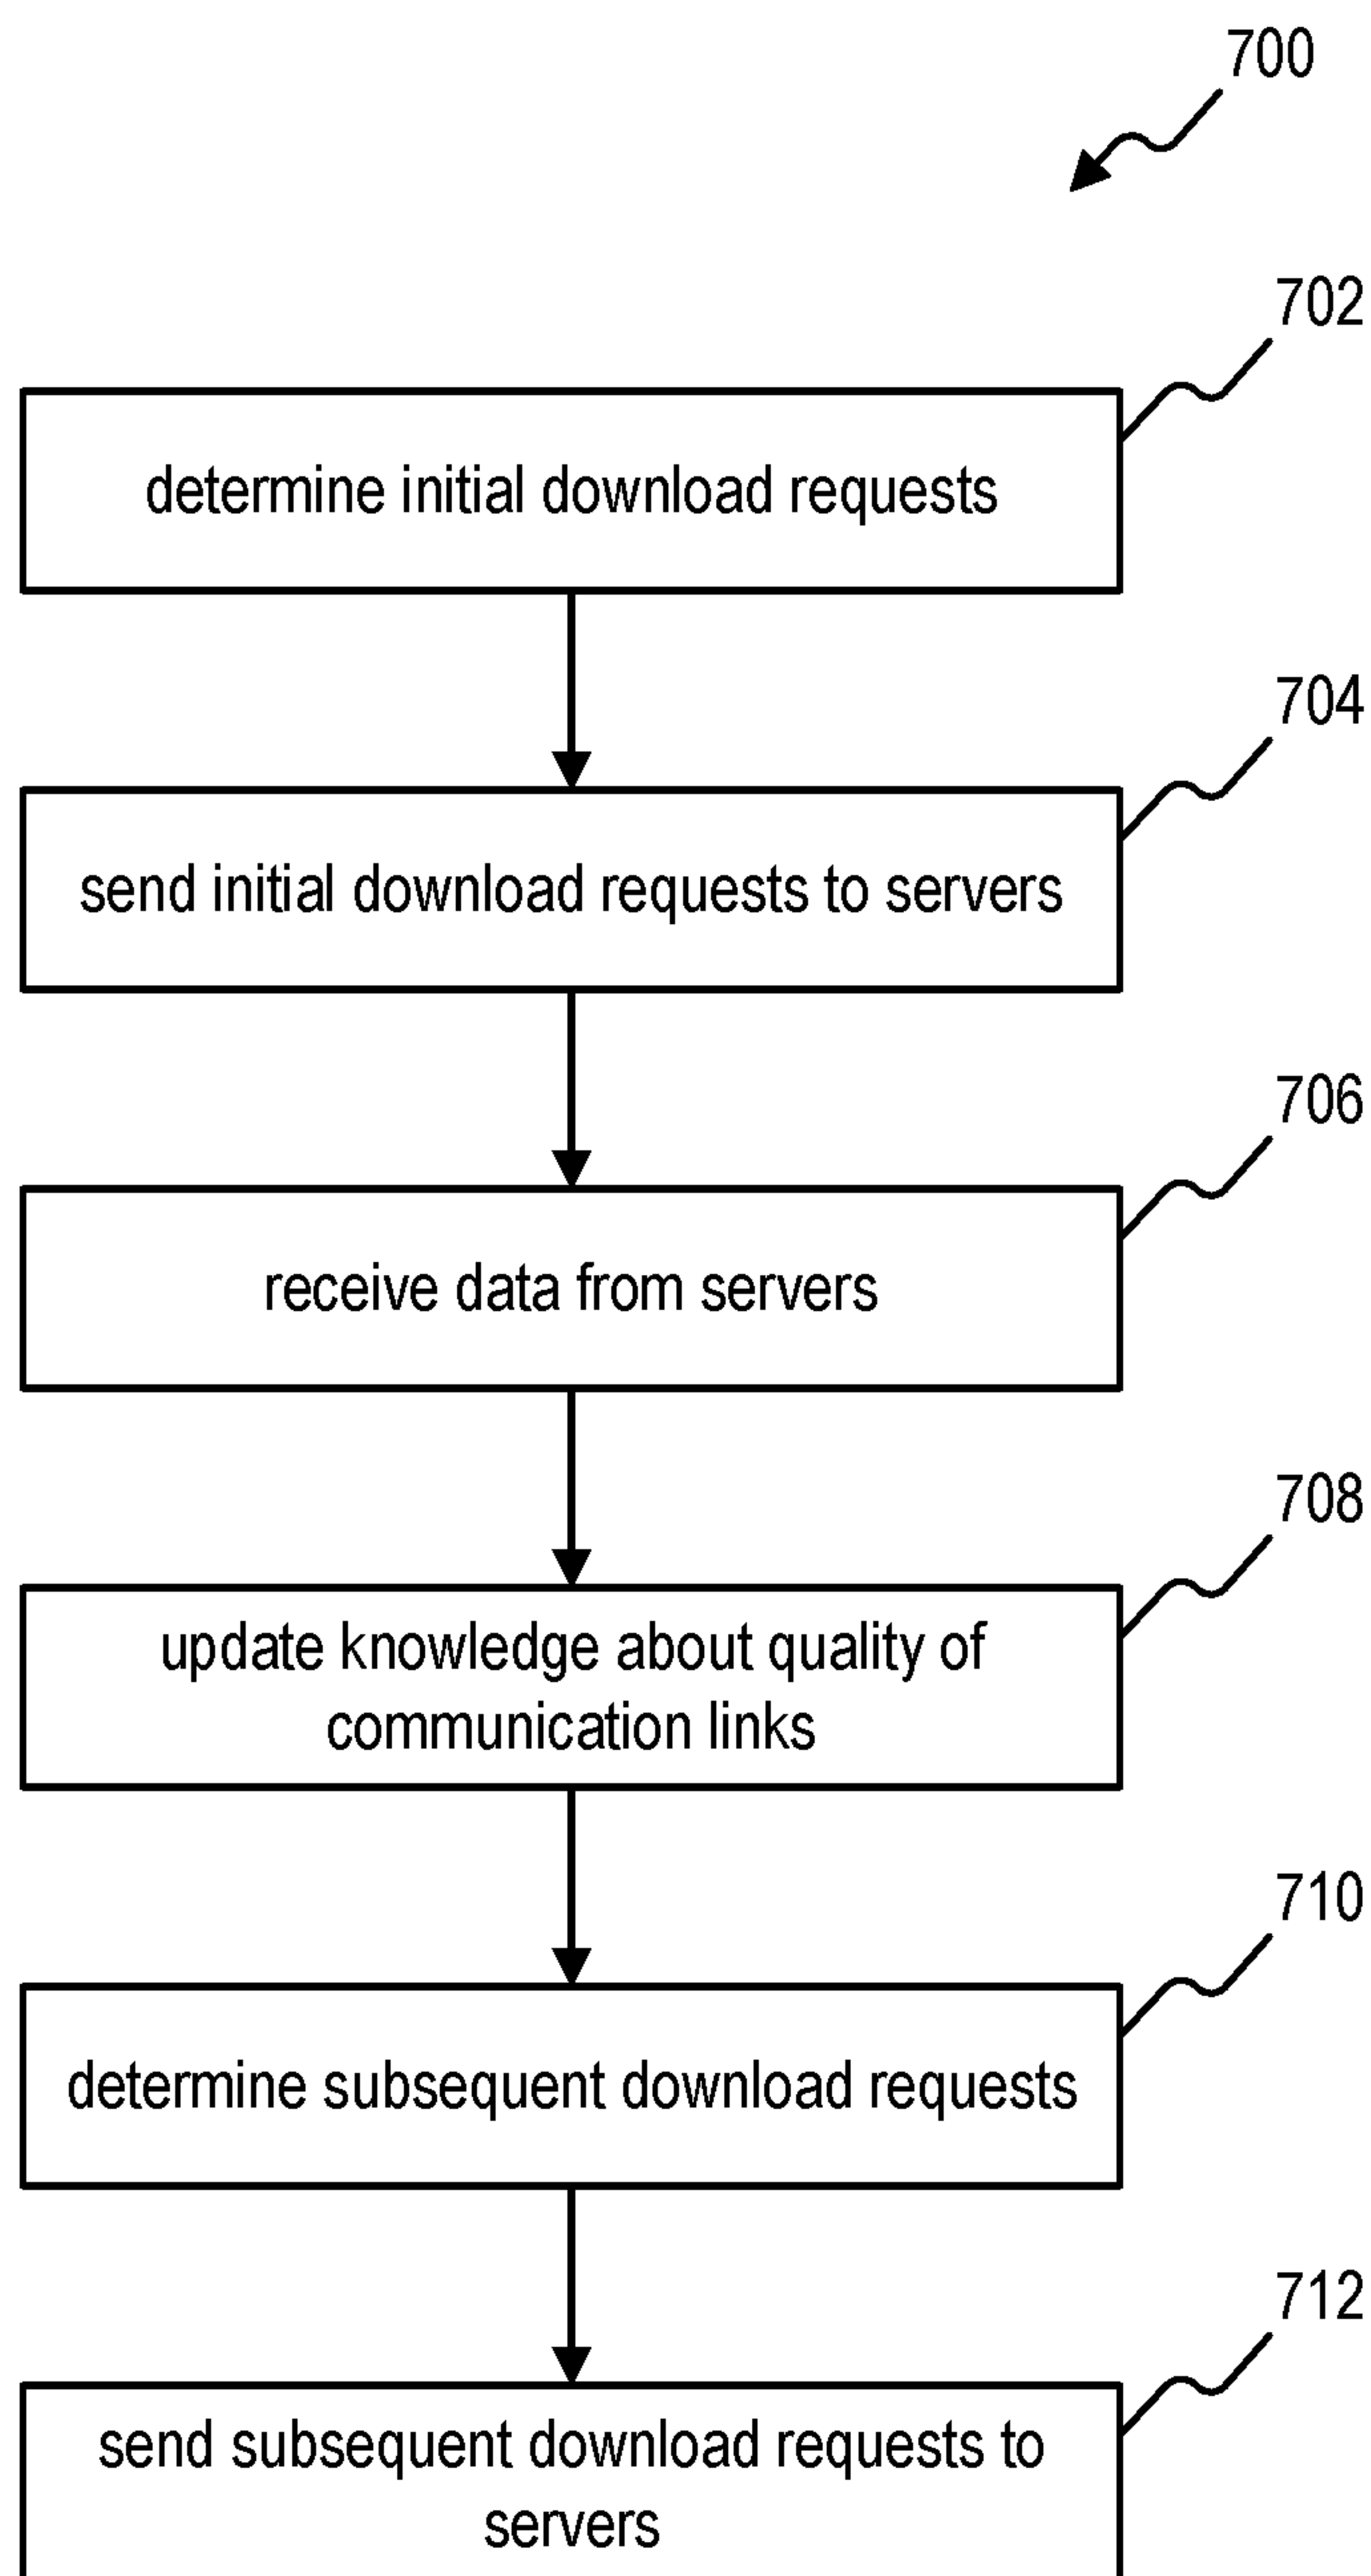 700
702
determine initial download requests
704
send initial download requests to servers
706
receive data from servers
708
update knowledge about quality of
communication links
710
determine subsequent download requests
712
send subsequent download requests to
servers